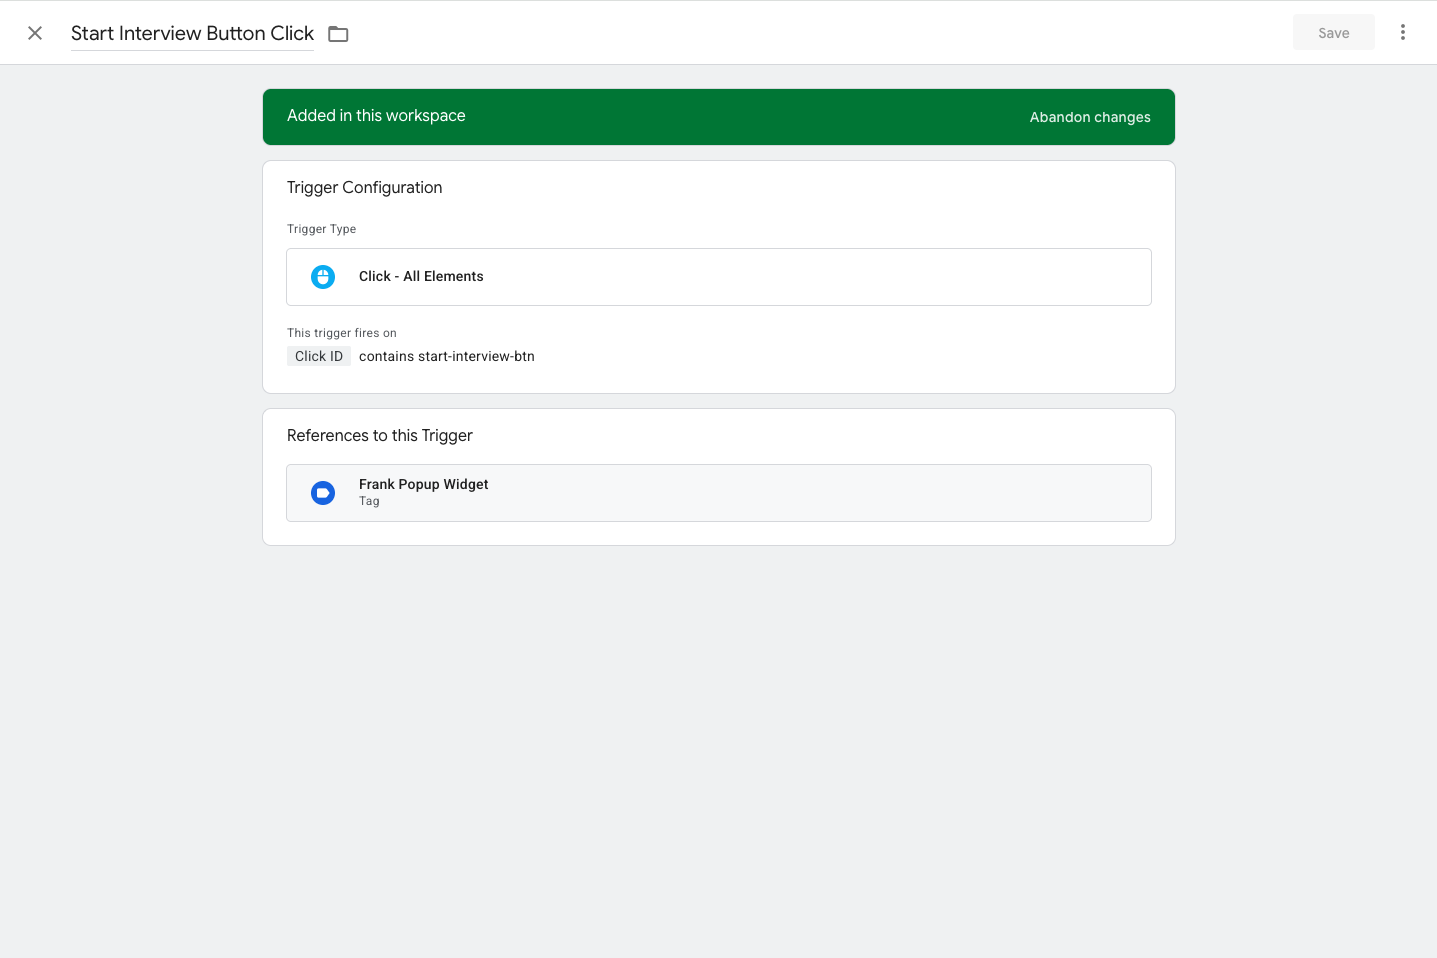 Start Interview Button Click
Save
Added in this workspace
Abandon changes
Trigger Configuration
Trigger Type
Click - All Elements
This trigger fires on
Click ID contains start-interview-btn
References to this Trigger
Frank Popup Widget
Tag